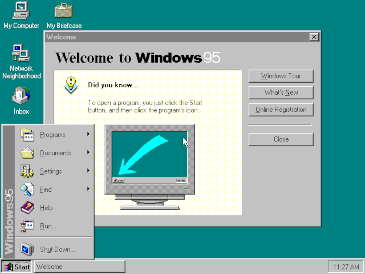 My Computer
My Briefcase
Network
Neighborhood
Inbox
Welcome
Welcome to Windows95
Did you know...
To open a program, you just click the Start
button, and then click the program's icon.
Windows Tour
What's New
Online Registration
Close
Programs
Documents
Settings
Find
Help
Run...
Shut Down...
Windows95
Start
Welcome
11:27 AM